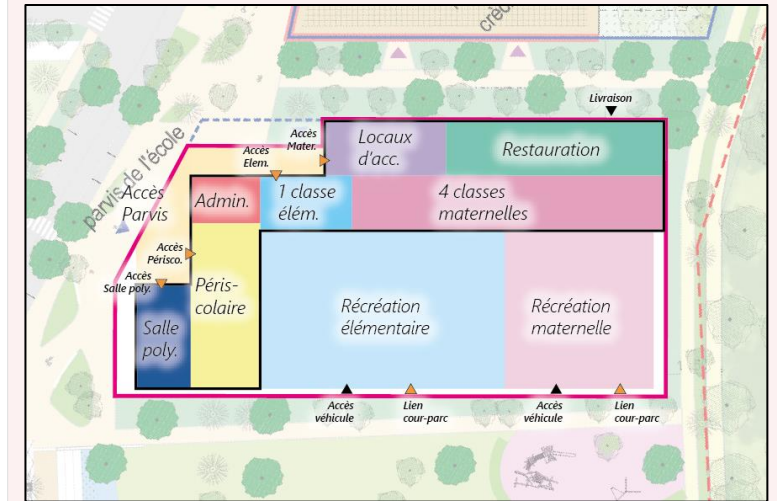 crèc
Livraison
parvis de l'école
Accès
Mater.
Locaux
d'acc.
Restauration
Accès
Elem.
Accès
Parvis
Admin.
1 classe
élém.
4 classes
maternelles
Accès
Périsco.
Accès
Salle poly.
Péris-
colaire
Salle
poly.
Récréation
élémentaire
Récréation
maternelle
Accès
véhicule
Lien
cour-parc
Accès
véhicule
Lien
cour-parc